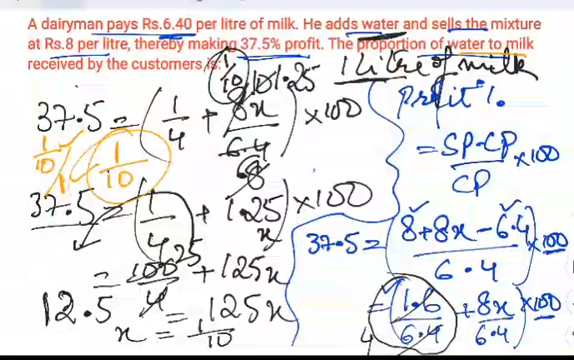 A dairyman pays Rs.6.40 per litre of milk. He adds water and sells the mixture
at Rs.8 per litre, thereby making 37.5% profit. The proportion of water to milk
received by the customers is:
1 Litre of milk
Profit %
= SP-CP/CP × 100
37.5 = (8+8x-6.4/6.4) × 100
= (1.6/6.4 + 8x/6.4) × 100
37.5 = (1/4 + 8x/6.4) × 100
1/10
1/10
37.5 = (1/4 + 1.25x) × 100
= 100/4 + 125x
25
12.5 = 125x
x = 1/10